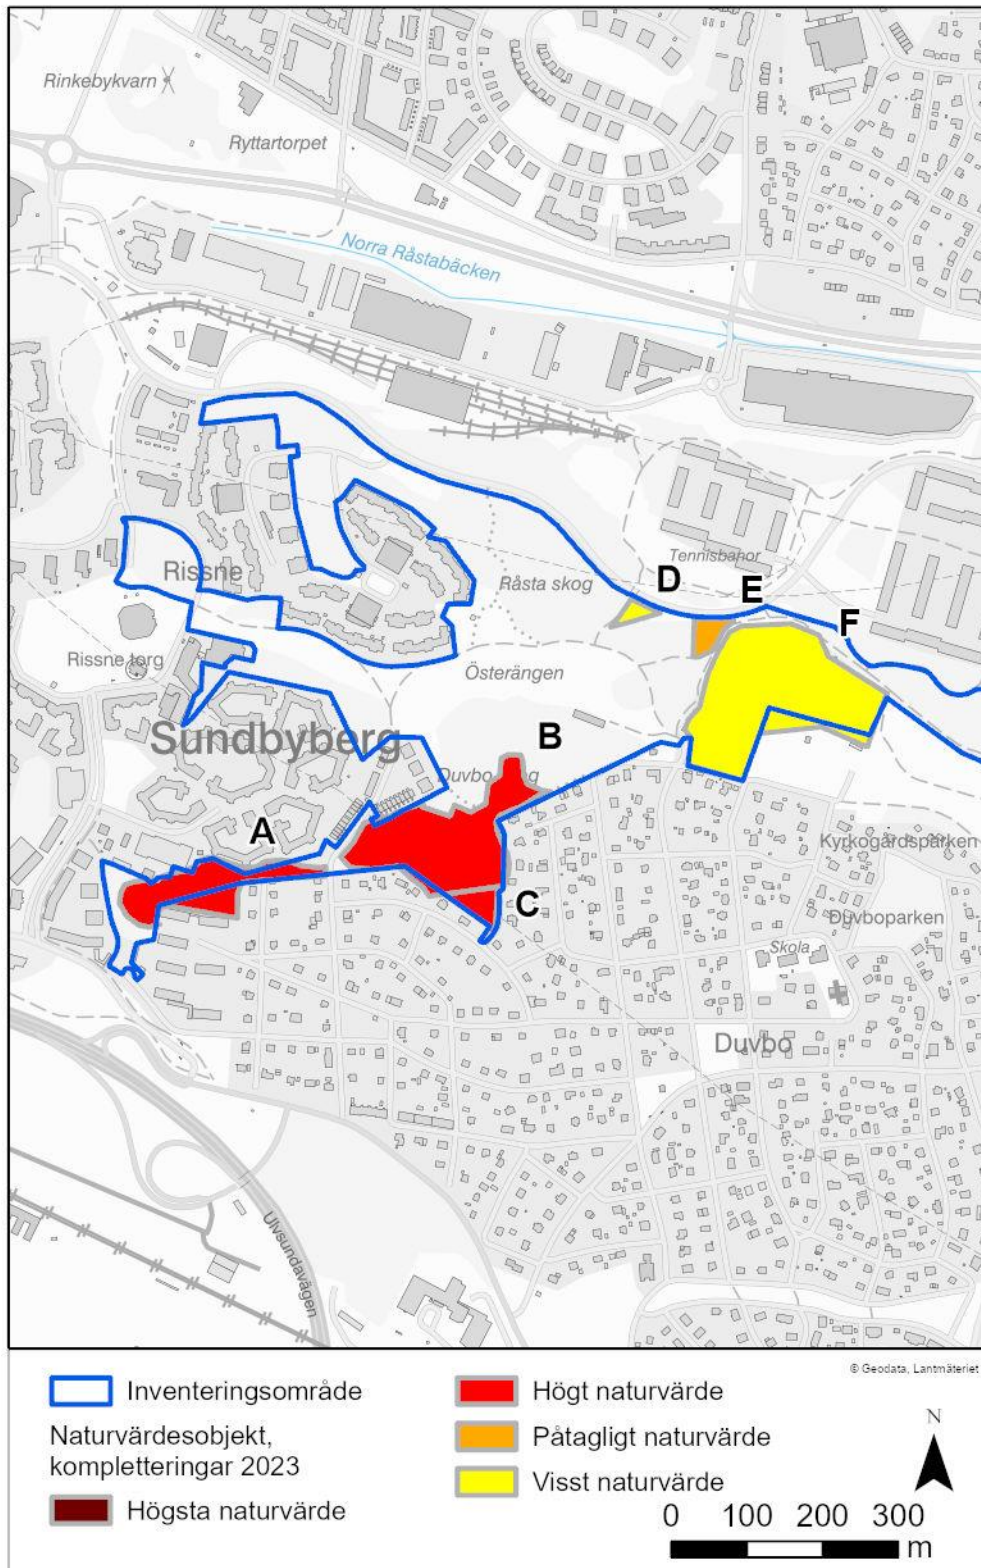 Rinkebykvarn
Ryttartorpet
Norra Råstabäcken
Tennisbanor
Rissne
Råsta skog
D
E
F
Rissne torg
Österängen
Sundbyberg
B
A
Kyrkogårdsparken
C
Duvboparken
Skola
Duvbo
Ulvsundavägen
© Geodata, Lantmäteriet
Inventeringsområde
Naturvärdesobjekt,
kompletteringar 2023
Högsta naturvärde
Högt naturvärde
Påtagligt naturvärde
Visst naturvärde
N
0 100 200 300
m